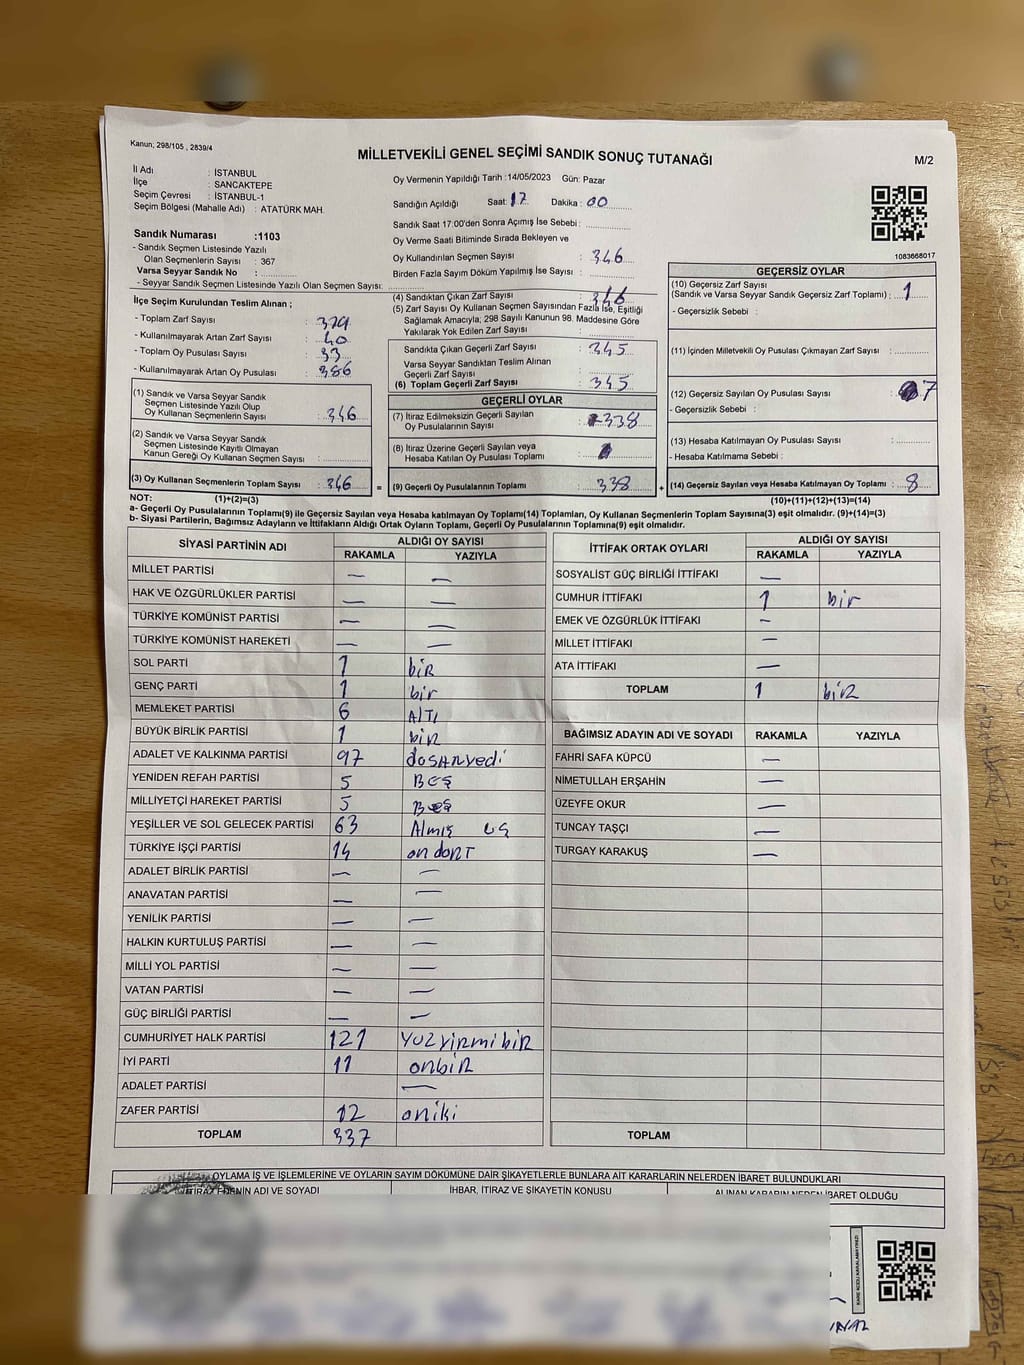 Kanun; 298/105 , 2839/4
MİLLETVEKİLİ GENEL SEÇİMİ SANDIK SONUÇ TUTANAĞI
M/2
İl Adı : İSTANBUL
İlçe : SANCAKTEPE
Seçim Çevresi : İSTANBUL-1
Seçim Bölgesi (Mahalle Adı) : ATATÜRK MAH.
Oy Vermenin Yapıldığı Tarih :14/05/2023 Gün: Pazar
Sandığın Açıldığı Saat: 17 Dakika : 00
Sandık Saat 17:00'den Sonra Açımış İse Sebebi :
Oy Verme Saati Bitiminde Sırada Bekleyen ve
Oy Kullandırılan Seçmen Sayısı : 346
Birden Fazla Sayım Döküm Yapılmış İse Sayısı :
1083668017
Sandık Numarası :1103
- Sandık Seçmen Listesinde Yazılı
Olan Seçmenlerin Sayısı : 367
Varsa Seyyar Sandık No :
- Seyyar Sandık Seçmen Listesinde Yazılı Olan Seçmen Sayısı:
İlçe Seçim Kurulundan Teslim Alınan ;
- Toplam Zarf Sayısı :
- Kullanılmayarak Artan Zarf Sayısı : 40
- Toplam Oy Pusulası Sayısı :
- Kullanılmayarak Artan Oy Pusulası : 386
(1) Sandık ve Varsa Seyyar Sandık
Seçmen Listesinde Yazılı Olup
Oy Kullanan Seçmenlerin Sayısı : 346
(2) Sandık ve Varsa Seyyar Sandık
Seçmen Listesinde Kayıtlı Olmayan
Kanun Gereği Oy Kullanan Seçmen Sayısı :
(3) Oy Kullanan Seçmenlerin Toplam Sayısı : 346
(4) Sandıktan Çıkan Zarf Sayısı : 346
(5) Zarf Sayısı Oy Kullanan Seçmen Sayısından Fazla İse, Eşitliği
Sağlamak Amacıyla; 298 Sayılı Kanunun 98. Maddesine Göre
Yakılarak Yok Edilen Zarf Sayısı :
Sandıkta Çıkan Geçerli Zarf Sayısı : 345
Varsa Seyyar Sandıktan Teslim Alınan
Geçerli Zarf Sayısı :
(6) Toplam Geçerli Zarf Sayısı : 345
GEÇERLİ OYLAR
(7) İtiraz Edilmeksizin Geçerli Sayılan
Oy Pusulalarının Sayısı : 338
(8) İtiraz Üzerine Geçerli Sayılan veya
Hesaba Katılan Oy Pusulası Toplamı :
= (9) Geçerli Oy Pusulalarının Toplamı : 338
GEÇERSİZ OYLAR
(10) Geçersiz Zarf Sayısı
(Sandık ve Varsa Seyyar Sandık Geçersiz Zarf Toplamı) : 1
- Geçersizlik Sebebi :
(11) İçinden Milletvekili Oy Pusulası Çıkmayan Zarf Sayısı :
(12) Geçersiz Sayılan Oy Pusulası Sayısı : 7
- Geçersizlik Sebebi :
(13) Hesaba Katılmayan Oy Pusulası Sayısı :
- Hesaba Katılmama Sebebi :
+ (14) Geçersiz Sayılan veya Hesaba Katılmayan Oy Toplamı : 8
NOT: (1)+(2)=(3) (10)+(11)+(12)+(13)=(14)
a- Geçerli Oy Pusulalarının Toplamı(9) ile Geçersiz Sayılan veya Hesaba katılmayan Oy Toplamı(14) Toplamları, Oy Kullanan Seçmenlerin Toplam Sayısına(3) eşit olmalıdır. (9)+(14)=(3)
b- Siyasi Partilerin, Bağımsız Adayların ve İttifakların Aldığı Ortak Oyların Toplamı, Geçerli Oy Pusulalarının Toplamına(9) eşit olmalıdır.
SİYASİ PARTİNİN ADI ALDIĞI OY SAYISI
RAKAMLA YAZIYLA
MİLLET PARTİSİ — —
HAK VE ÖZGÜRLÜKLER PARTİSİ — —
TÜRKİYE KOMÜNİST PARTİSİ — —
TÜRKİYE KOMÜNİST HAREKETİ — —
SOL PARTİ 1 biR
GENÇ PARTİ 1 bir
MEMLEKET PARTİSİ 6 AlTı
BÜYÜK BİRLİK PARTİSİ 1 biR
ADALET VE KALKINMA PARTİSİ 97 doSANyedi
YENİDEN REFAH PARTİSİ 5 BEŞ
MİLLİYETÇİ HAREKET PARTİSİ 5 BEŞ
YEŞİLLER VE SOL GELECEK PARTİSİ 63 Almış üç
TÜRKİYE İŞÇİ PARTİSİ 14 on dönT
ADALET BİRLİK PARTİSİ — —
ANAVATAN PARTİSİ — —
YENİLİK PARTİSİ — —
HALKIN KURTULUŞ PARTİSİ — —
MİLLİ YOL PARTİSİ — —
VATAN PARTİSİ — —
GÜÇ BİRLİĞİ PARTİSİ — —
CUMHURİYET HALK PARTİSİ 121 YUZYİRMİbİR
İYİ PARTİ 11 onbİR
ADALET PARTİSİ —
ZAFER PARTİSİ 12 oniki
TOPLAM 337
İTTİFAK ORTAK OYLARI ALDIĞI OY SAYISI
RAKAMLA YAZIYLA
SOSYALİST GÜÇ BİRLİĞİ İTTİFAKI —
CUMHUR İTTİFAKI 1 bir
EMEK VE ÖZGÜRLÜK İTTİFAKI —
MİLLET İTTİFAKI —
ATA İTTİFAKI —
TOPLAM 1 biR
BAĞIMSIZ ADAYIN ADI VE SOYADI RAKAMLA YAZIYLA
FAHRİ SAFA KÜPCÜ —
NİMETULLAH ERŞAHİN —
ÜZEYFE OKUR —
TUNCAY TAŞÇI —
TURGAY KARAKUŞ —
TOPLAM
OYLAMA İŞ VE İŞLEMLERİNE VE OYLARIN SAYIM DÖKÜMÜNE DAİR ŞİKAYETLERLE BUNLARA AİT KARARLARIN NELERDEN İBARET BULUNDUKLARI
İTİRAZ EDENİN ADI VE SOYADI İHBAR, İTİRAZ VE ŞİKAYETİN KONUSU ALINAN KARARIN NEDEN İBARET OLDUĞU
KARE KODU KARALAMAYINIZ!